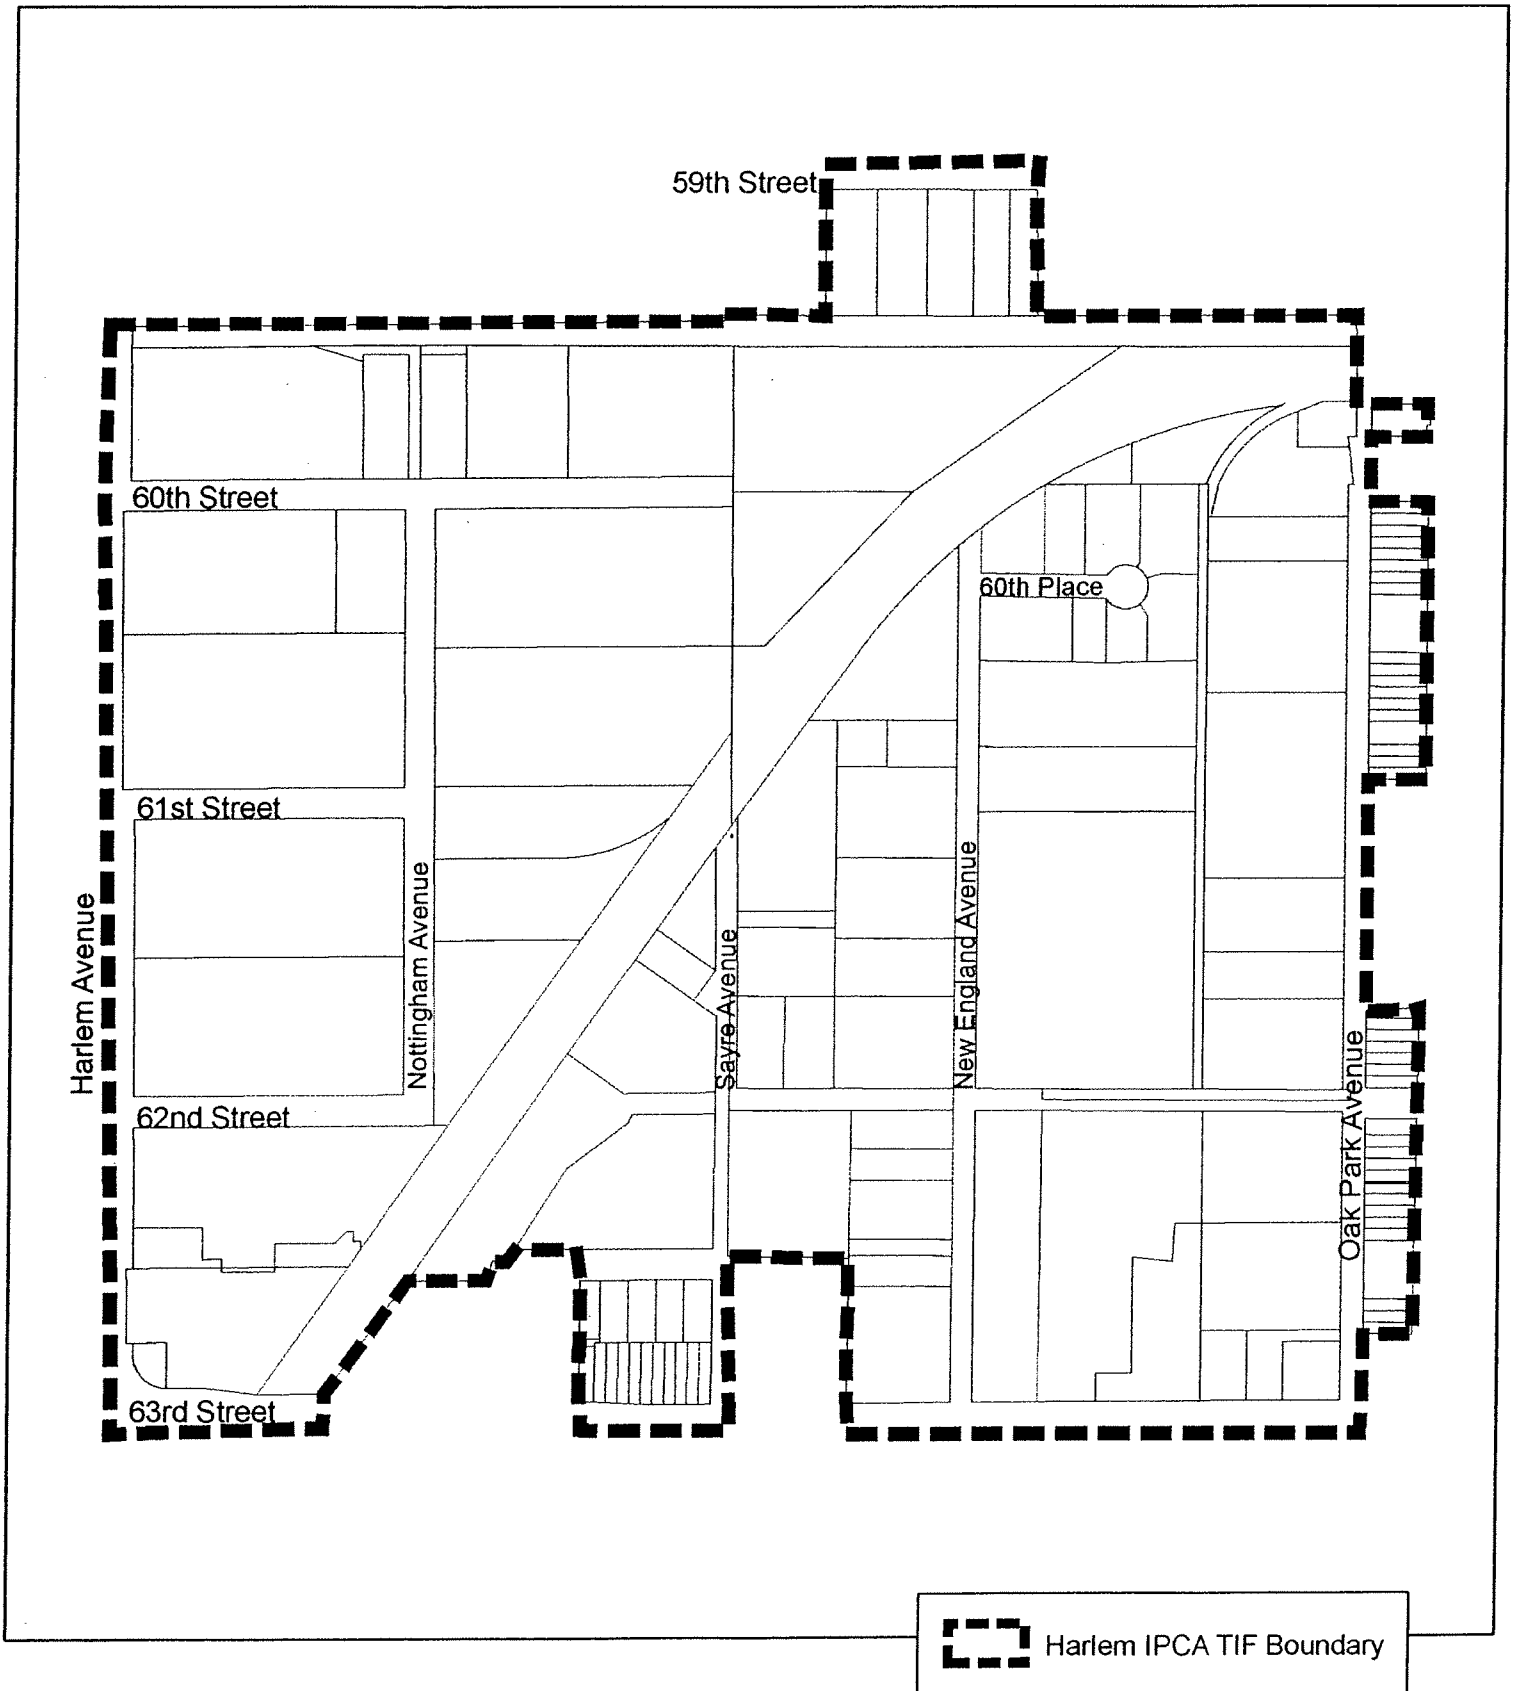 59th Street
60th Street
60th Place
61st Street
Harlem Avenue
Nottingham Avenue
Sayre Avenue
New England Avenue
Oak Park Avenue
62nd Street
63rd Street
Harlem IPCA TIF Boundary